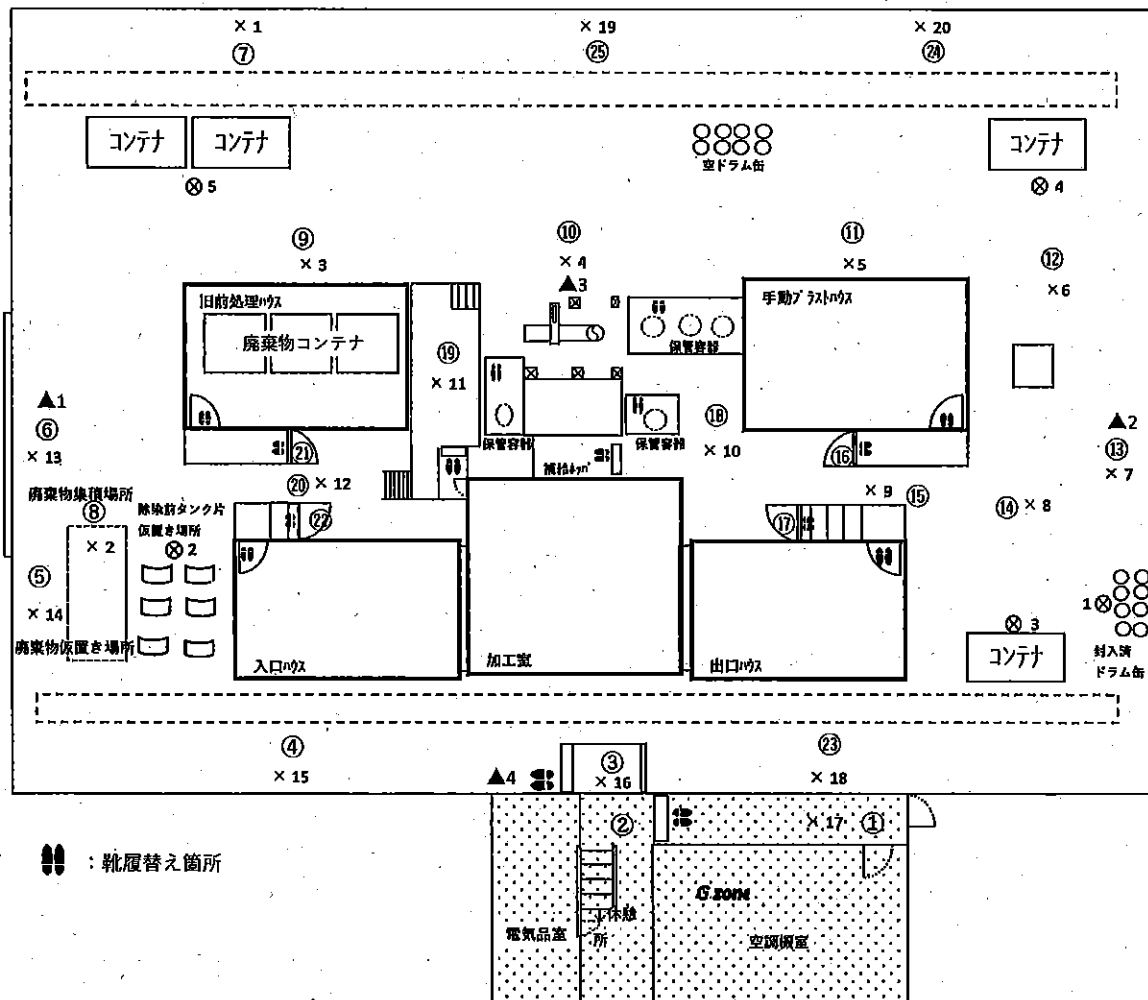 × 1
× 19
× 20
⑦
㉕
㉔
コンテナ
コンテナ
コンテナ
空ドラム缶
⊗ 5
⊗ 4
⑨
⑩
⑪
⑫
× 3
× 4
× 5
× 6
▲3
旧前処理ハウス
手動ブラストハウス
廃棄物コンテナ
保管容器
⑲
× 11
▲1
⑥
× 13
⑱
× 10
▲2
⑬
× 7
保管容器
保管容器
㉑
⑯
⑳
× 12
× 9
⑮
⑭
× 8
廃棄物集積場所
⑧
除染前タンク片
仮置き場所
㉒
⑰
× 2
⊗ 2
⑤
× 14
1⊗
⊗ 3
廃棄物仮置き場所
入口ハウス
加工室
出口ハウス
コンテナ
封入済
ドラム缶
④
③
㉓
× 15
▲4
× 16
× 18
②
× 17
①
:靴履替え箇所
G zone
電気品室
休憩
所
空調機室